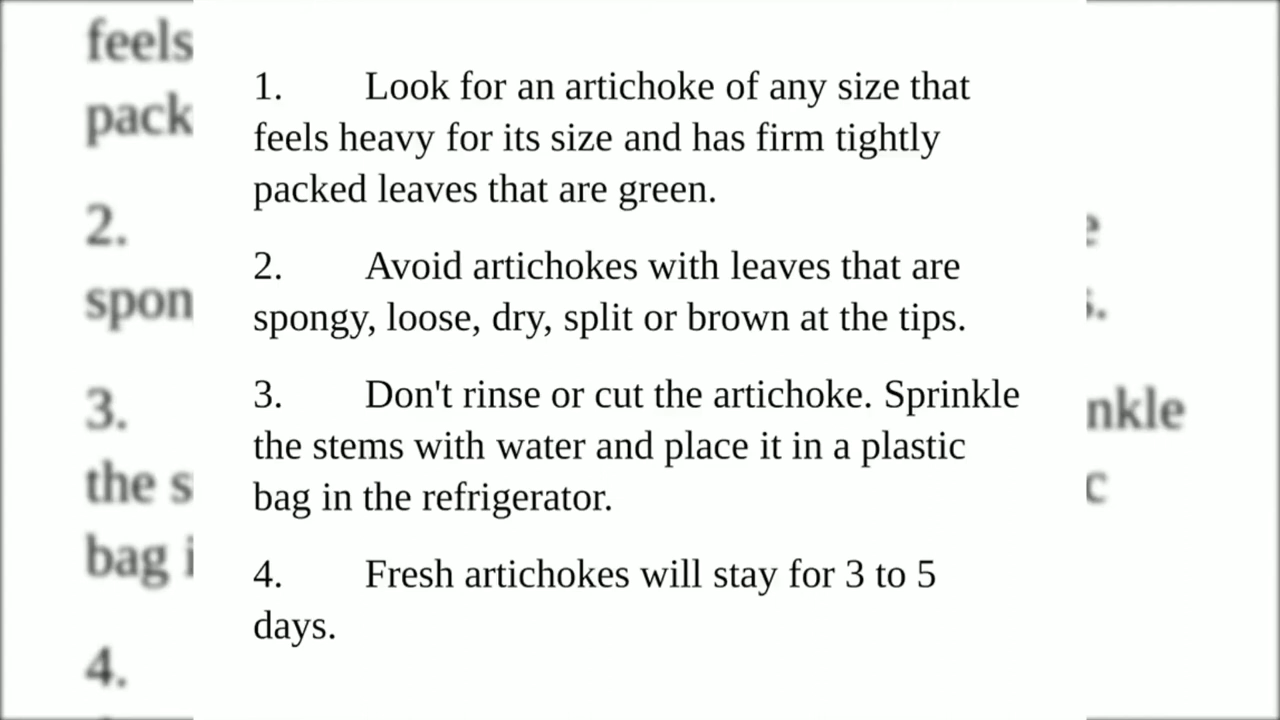 1. Look for an artichoke of any size that
feels heavy for its size and has firm tightly
packed leaves that are green.
2. Avoid artichokes with leaves that are
spongy, loose, dry, split or brown at the tips.
3. Don't rinse or cut the artichoke. Sprinkle
the stems with water and place it in a plastic
bag in the refrigerator.
4. Fresh artichokes will stay for 3 to 5
days.